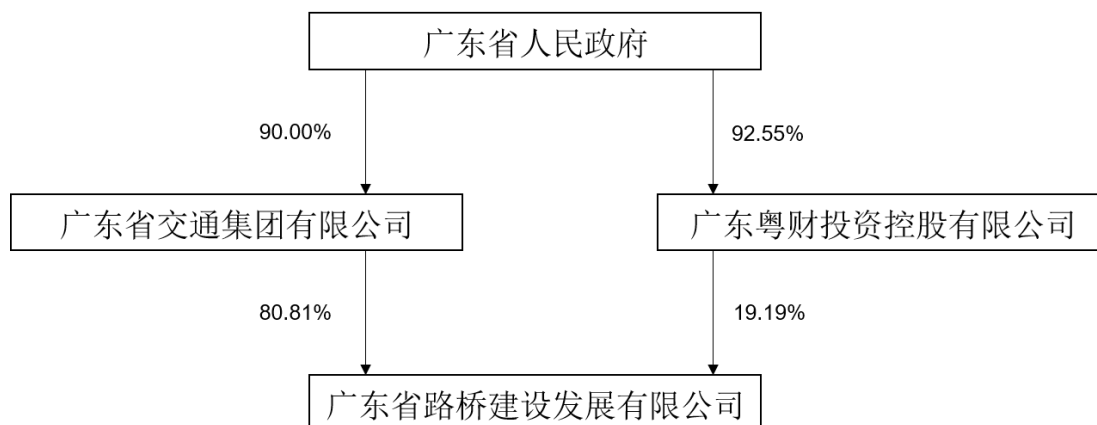 广东省人民政府
90.00%
92.55%
广东省交通集团有限公司
广东粤财投资控股有限公司
80.81%
19.19%
广东省路桥建设发展有限公司